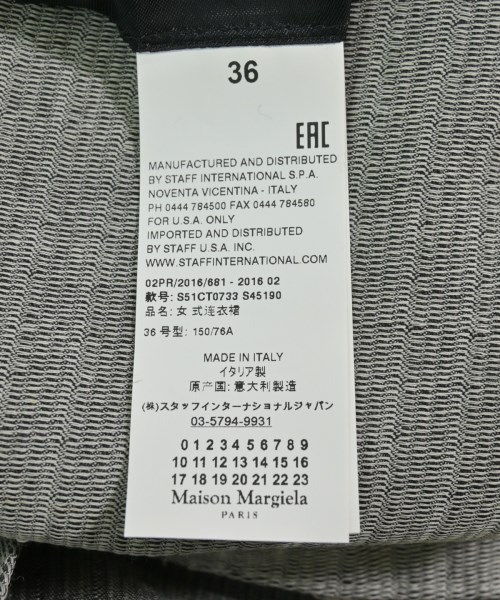 36
EAC
MANUFACTURED AND DISTRIBUTED
BY STAFF INTERNATIONAL S.P.A.
NOVENTA VICENTINA - ITALY
PH 0444 784500 FAX 0444 784580
FOR U.S.A. ONLY
IMPORTED AND DISTRIBUTED
BY STAFF U.S.A. INC.
WWW.STAFFINTERNATIONAL.COM
02PR/2016/681 - 2016 02
款号: S51CT0733 S45190
品名: 女 式连衣裙
36 号型: 150/76A
MADE IN ITALY
イタリア製
原产国: 意大利製造
(株)スタッフインターナショナルジャパン
03-5794-9931
0 1 2 3 4 5 6 7 8 9
10 11 12 13 14 15 16
17 18 19 20 21 22 23
Maison Margiela
PARIS